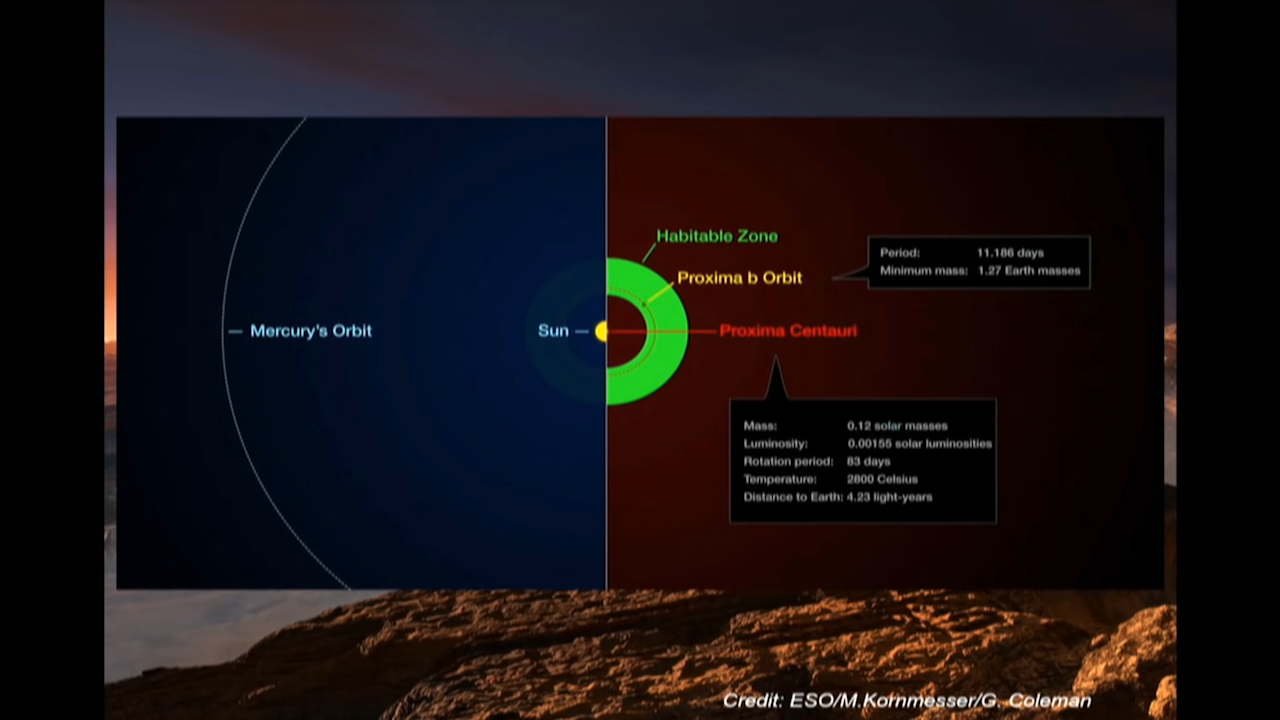 Habitable Zone
Period: 11.186 days
Minimum mass: 1.27 Earth masses
Proxima b Orbit
Mercury's Orbit
Sun
Proxima Centauri
Mass: 0.12 solar masses
Luminosity: 0.00155 solar luminosities
Rotation period: 83 days
Temperature: 2800 Celsius
Distance to Earth: 4.23 light-years
Credit: ESO/M.Kornmesser/G. Coleman